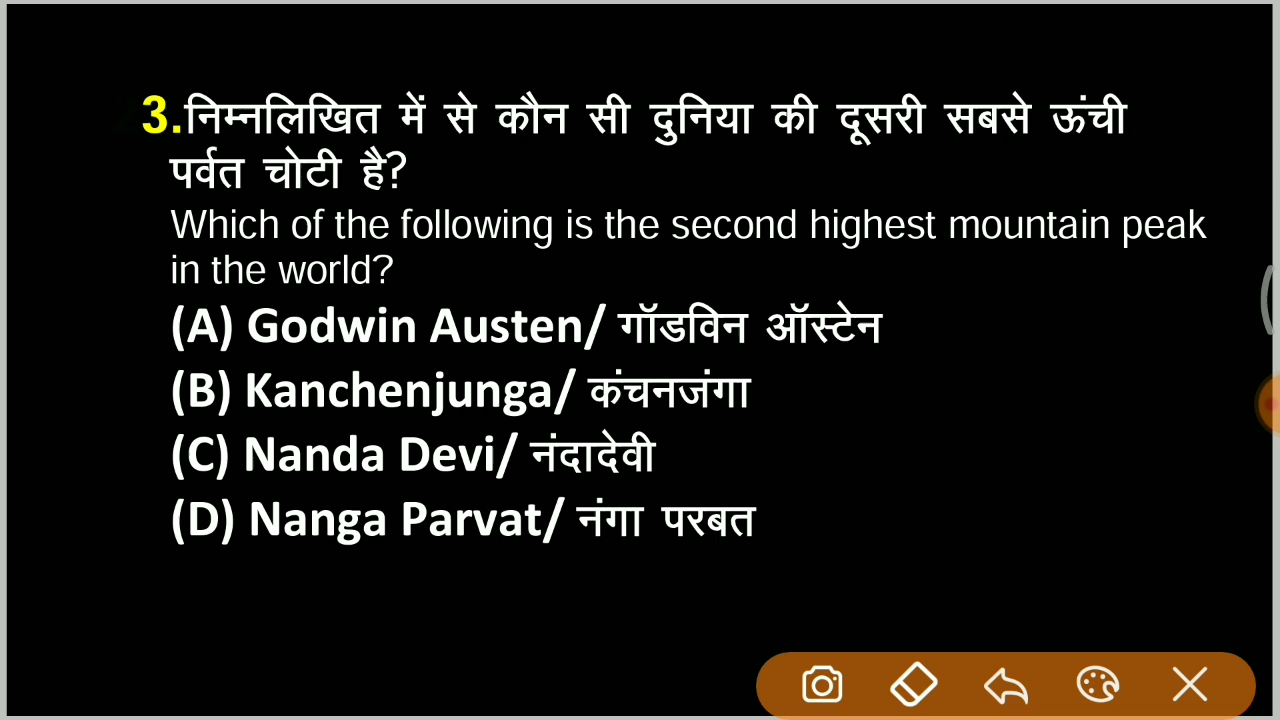 3.निम्नलिखित में से कौन सी दुनिया की दूसरी सबसे ऊंची
पर्वत चोटी है?
Which of the following is the second highest mountain peak
in the world?
(A) Godwin Austen/ गॉडविन ऑस्टेन
(B) Kanchenjunga/ कंचनजंगा
(C) Nanda Devi/ नंदादेवी
(D) Nanga Parvat/ नंगा परबत